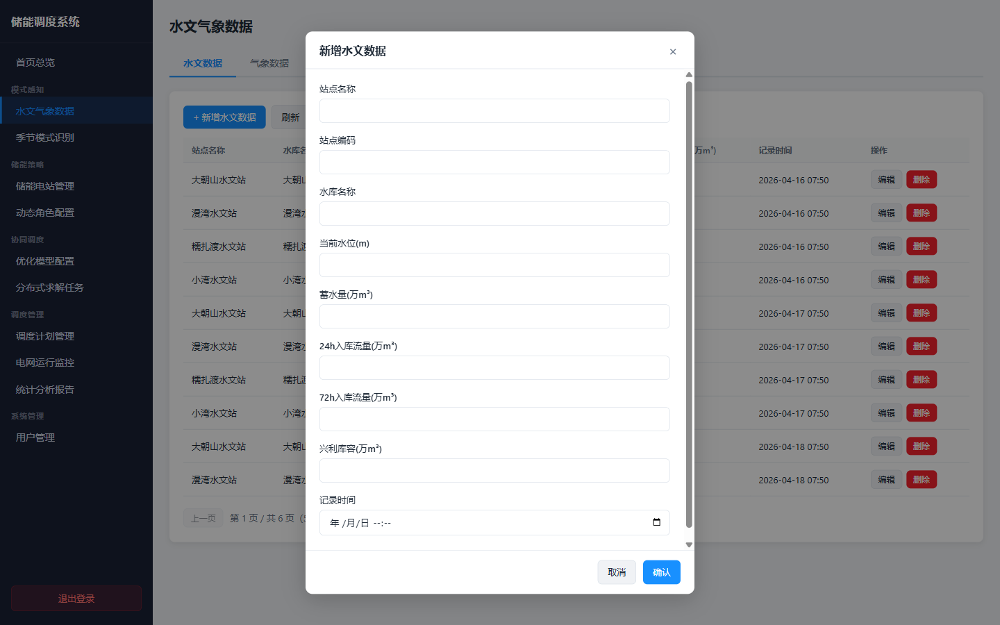 储能调度系统
首页总览
模式感知
水文气象数据
季节模式识别
储能策略
储能电站管理
动态角色配置
协同调度
优化模型配置
分布式求解任务
调度管理
调度计划管理
电网运行监控
统计分析报告
系统管理
用户管理
退出登录
水文气象数据
水文数据 气象数据
+ 新增水文数据 刷新
站点名称 水库名 万m³) 记录时间 操作
大朝山水文站 大朝山 2026-04-16 07:50 编辑 删除
漫湾水文站 漫湾 2026-04-16 07:50 编辑 删除
糯扎渡水文站 糯扎渡 2026-04-16 07:50 编辑 删除
小湾水文站 小湾 2026-04-16 07:50 编辑 删除
大朝山水文站 大朝山 2026-04-17 07:50 编辑 删除
漫湾水文站 漫湾 2026-04-17 07:50 编辑 删除
糯扎渡水文站 糯扎渡 2026-04-17 07:50 编辑 删除
小湾水文站 小湾 2026-04-17 07:50 编辑 删除
大朝山水文站 大朝山 2026-04-18 07:50 编辑 删除
漫湾水文站 漫湾 2026-04-18 07:50 编辑 删除
上一页 第 1 页 / 共 6 页
新增水文数据 ×
站点名称
站点编码
水库名称
当前水位(m)
蓄水量(万m³)
24h入库流量(万m³)
72h入库流量(万m³)
兴利库容(万m³)
记录时间
年 /月/日 --:--
取消 确认